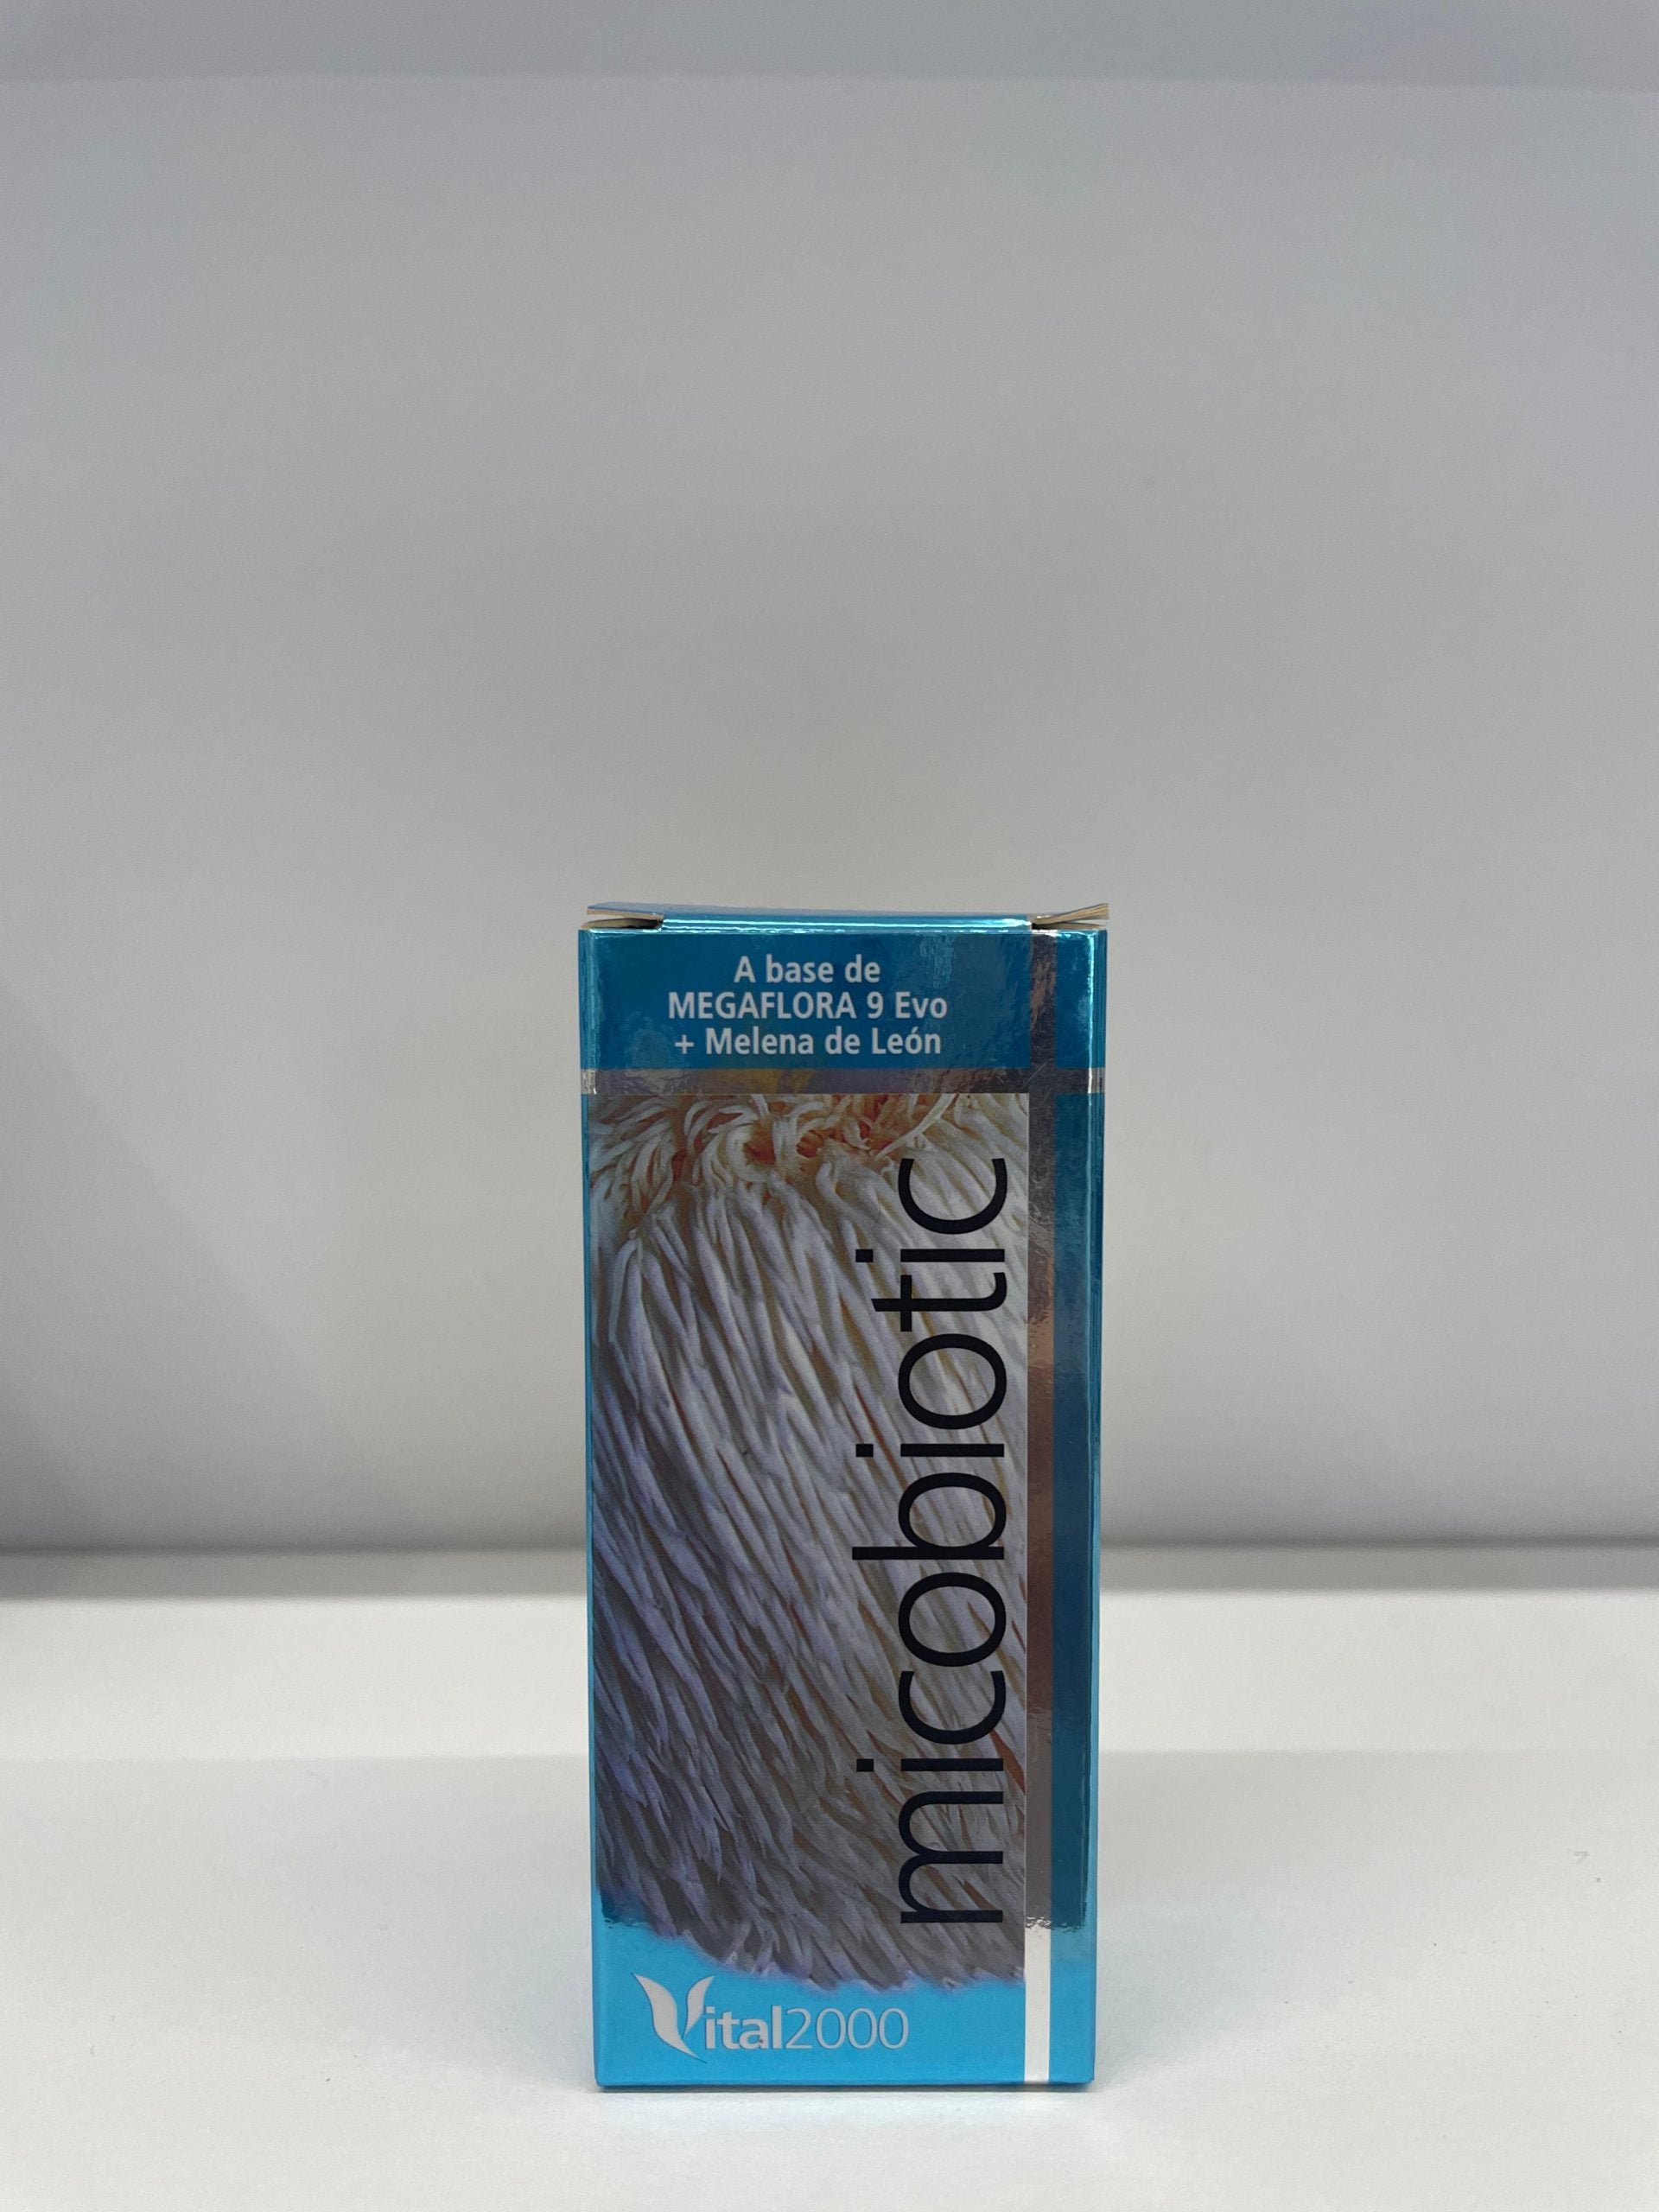 A base de
MEGAFLORA 9 Evo
+ Melena de León
micobiotic
Vital2000